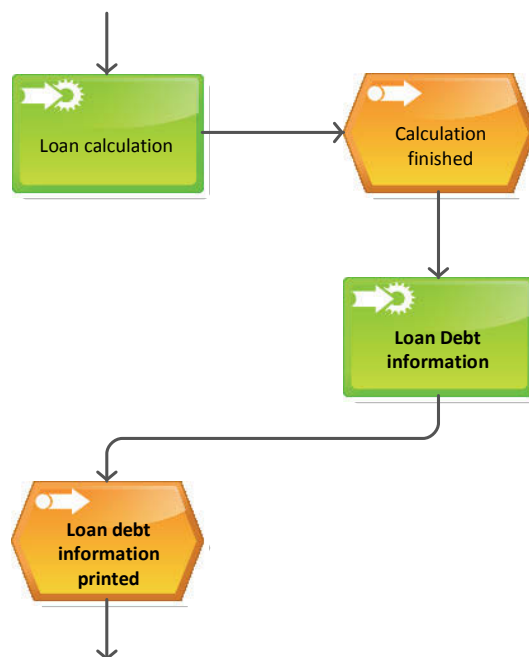 Loan calculation
Calculation
finished
Loan Debt
information
Loan debt
information
printed